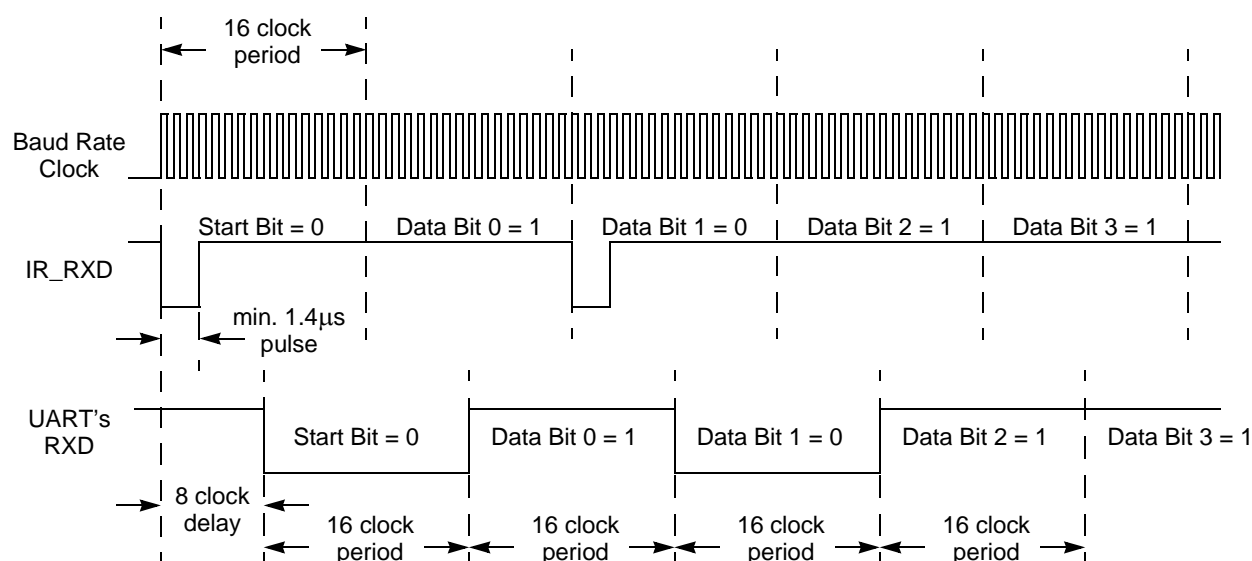 16 clock
period
Baud Rate
Clock
Start Bit = 0
Data Bit 0 = 1
Data Bit 1 = 0
Data Bit 2 = 1
Data Bit 3 = 1
IR_RXD
min. 1.4μs
pulse
UART's
RXD
Start Bit = 0
Data Bit 0 = 1
Data Bit 1 = 0
Data Bit 2 = 1
Data Bit 3 = 1
8 clock
delay
16 clock
period
16 clock
period
16 clock
period
16 clock
period